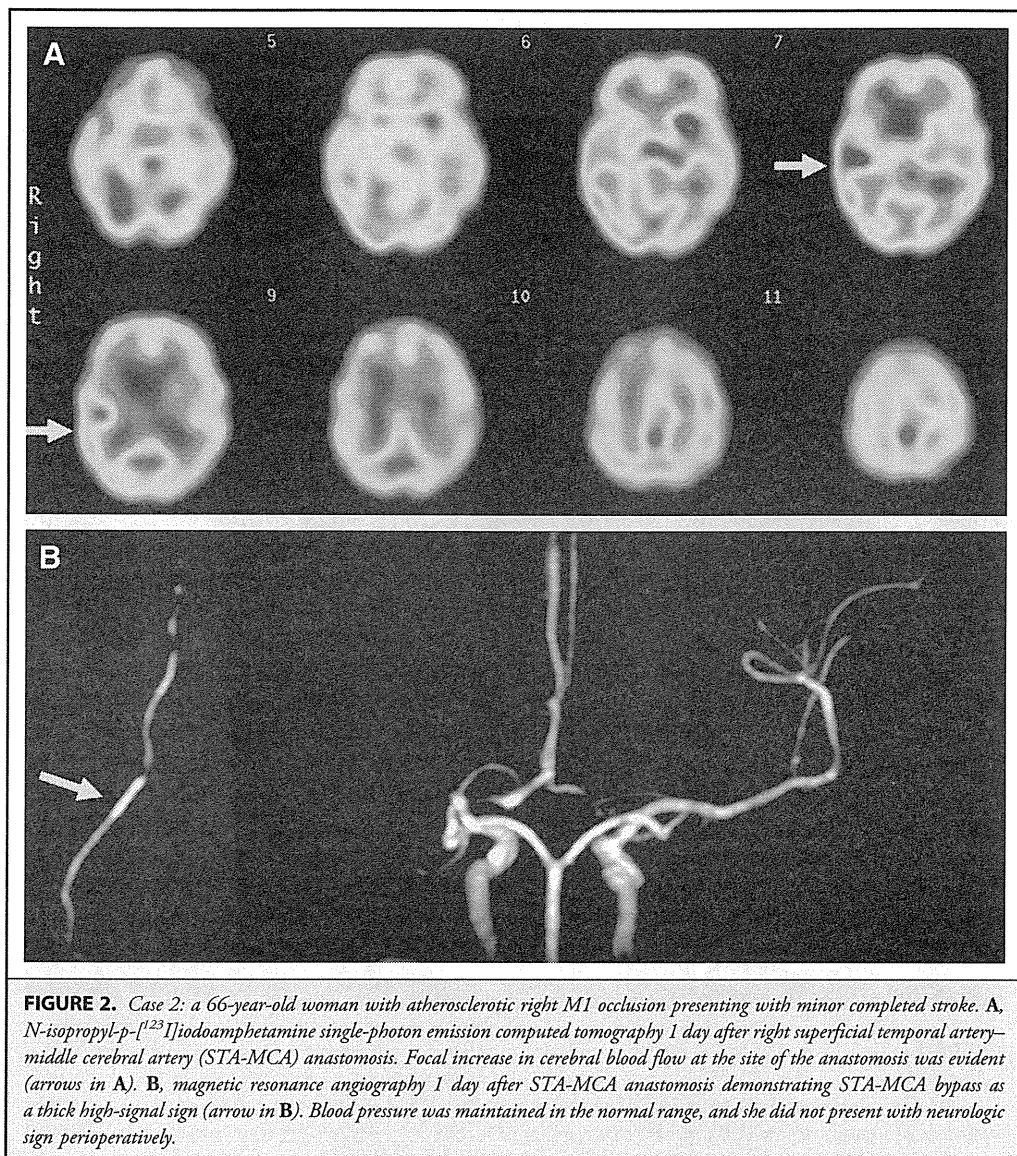 A
5 6 7
Right
9 10 11
B
FIGURE 2. Case 2: a 66-year-old woman with atherosclerotic right M1 occlusion presenting with minor completed stroke. A,
N-isopropyl-p-[¹²³I]iodoamphetamine single-photon emission computed tomography 1 day after right superficial temporal artery–
middle cerebral artery (STA-MCA) anastomosis. Focal increase in cerebral blood flow at the site of the anastomosis was evident
(arrows in A). B, magnetic resonance angiography 1 day after STA-MCA anastomosis demonstrating STA-MCA bypass as
a thick high-signal sign (arrow in B). Blood pressure was maintained in the normal range, and she did not present with neurologic
sign perioperatively.